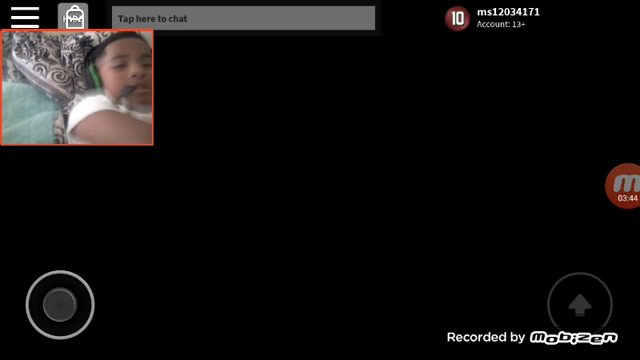 Tap here to chat
10
ms12034171
Account: 13+
03:44
Recorded by Mobizen